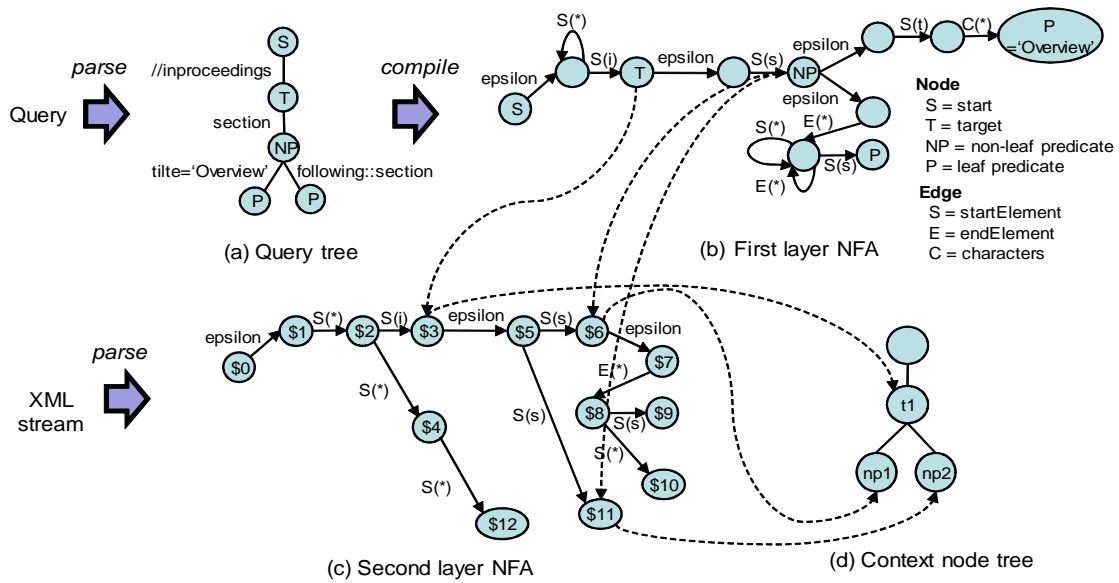 Query
parse
S
//inproceedings
T
section
NP
tilte='Overview'
following::section
P
P
(a) Query tree
compile
S(*)
epsilon
S(i)
epsilon
S(s)
S
T
NP
epsilon
S(t)
C(*)
P
='Overview'
epsilon
E(*)
S(*)
S(s)
P
E(*)
(b) First layer NFA
Node
S = start
T = target
NP = non-leaf predicate
P = leaf predicate
Edge
S = startElement
E = endElement
C = characters
XML
stream
parse
epsilon
S(*)
S(i)
epsilon
S(s)
$0
$1
$2
$3
$5
$6
epsilon
$7
E(*)
S(*)
S(s)
$8
S(s)
$9
$4
S(*)
S(*)
$10
$11
$12
(c) Second layer NFA
t1
np1
np2
(d) Context node tree